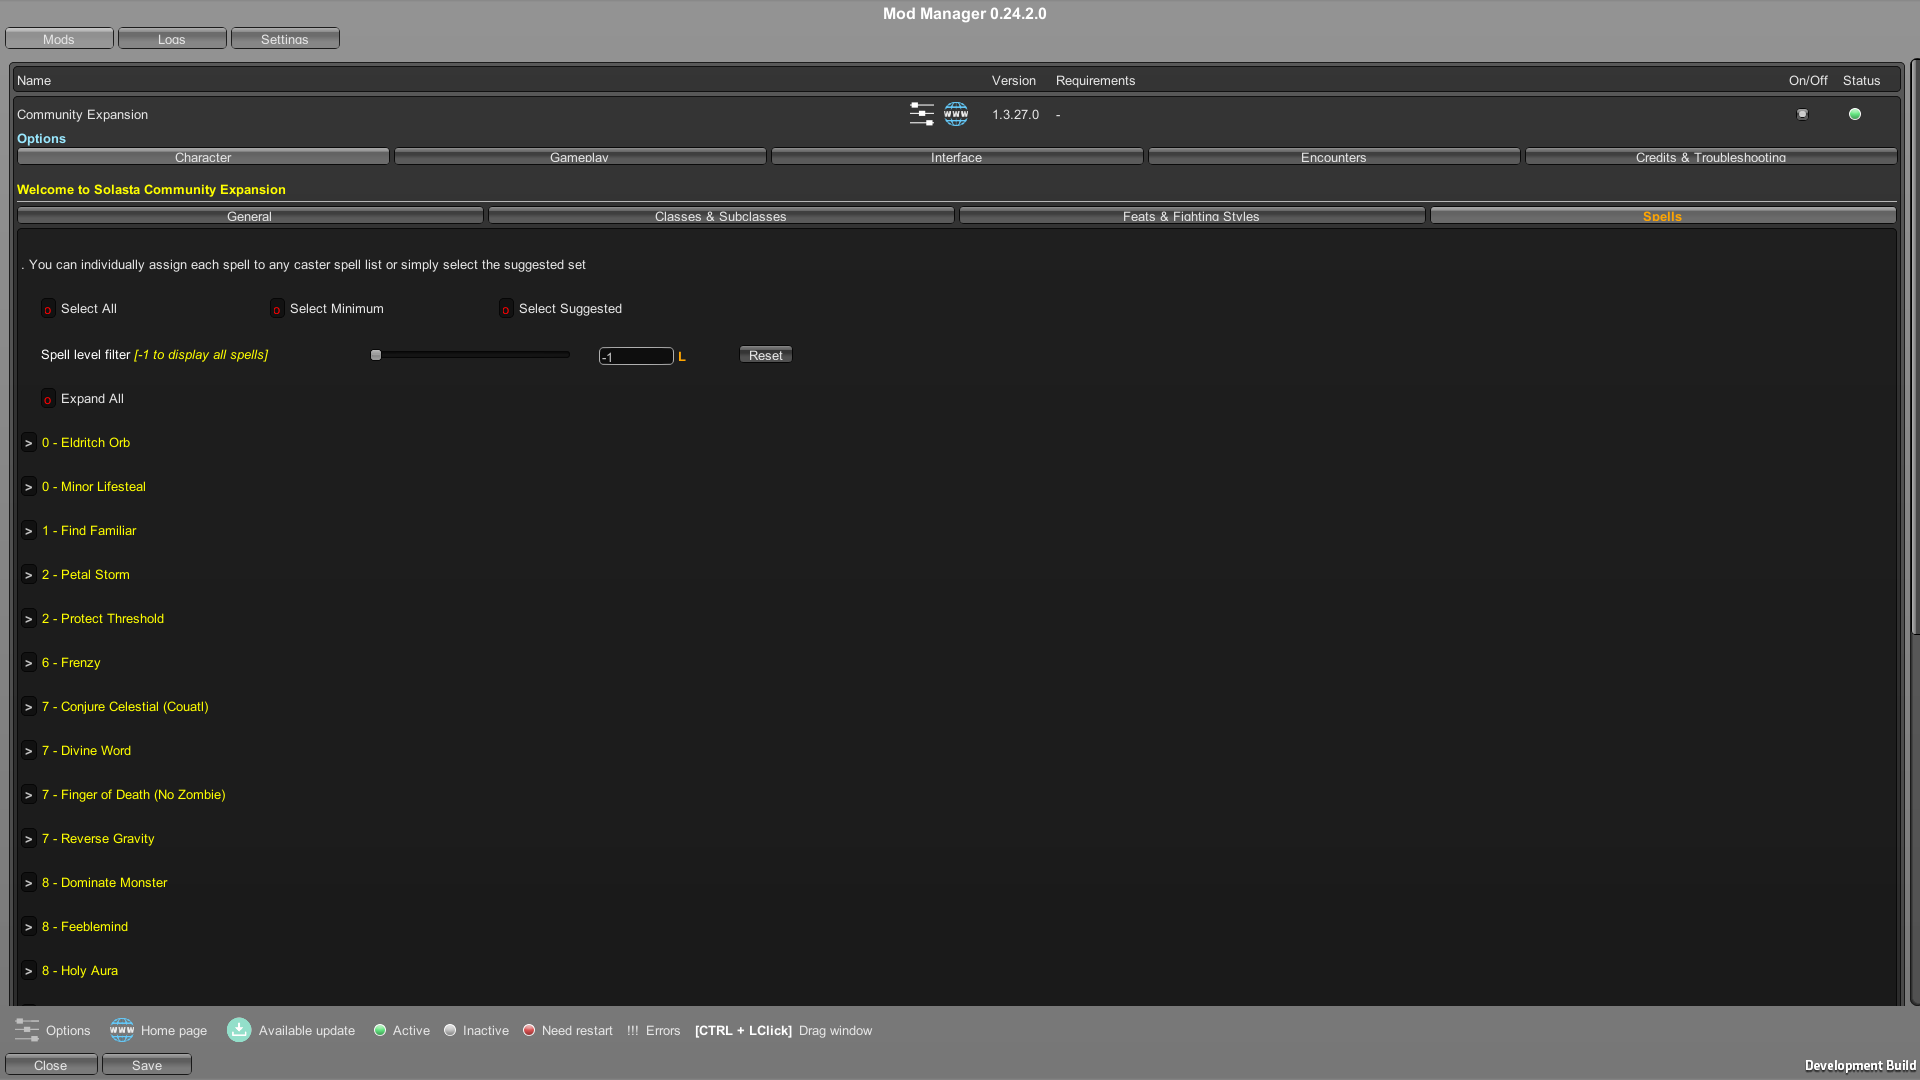 Mod Manager 0.24.2.0
Mods Logs Settings
Name Version Requirements On/Off Status
Community Expansion WWW 1.3.27.0 -
Options
Character Gameplay Interface Encounters Credits & Troubleshooting
Welcome to Solasta Community Expansion
General Classes & Subclasses Feats & Fighting Styles Spells
. You can individually assign each spell to any caster spell list or simply select the suggested set
o Select All o Select Minimum o Select Suggested
Spell level filter [-1 to display all spells] -1 L Reset
o Expand All
> 0 - Eldritch Orb
> 0 - Minor Lifesteal
> 1 - Find Familiar
> 2 - Petal Storm
> 2 - Protect Threshold
> 6 - Frenzy
> 7 - Conjure Celestial (Couatl)
> 7 - Divine Word
> 7 - Finger of Death (No Zombie)
> 7 - Reverse Gravity
> 8 - Dominate Monster
> 8 - Feeblemind
> 8 - Holy Aura
Options WWW Home page Available update Active Inactive Need restart !!! Errors [CTRL + LClick] Drag window
Close Save
Development Build